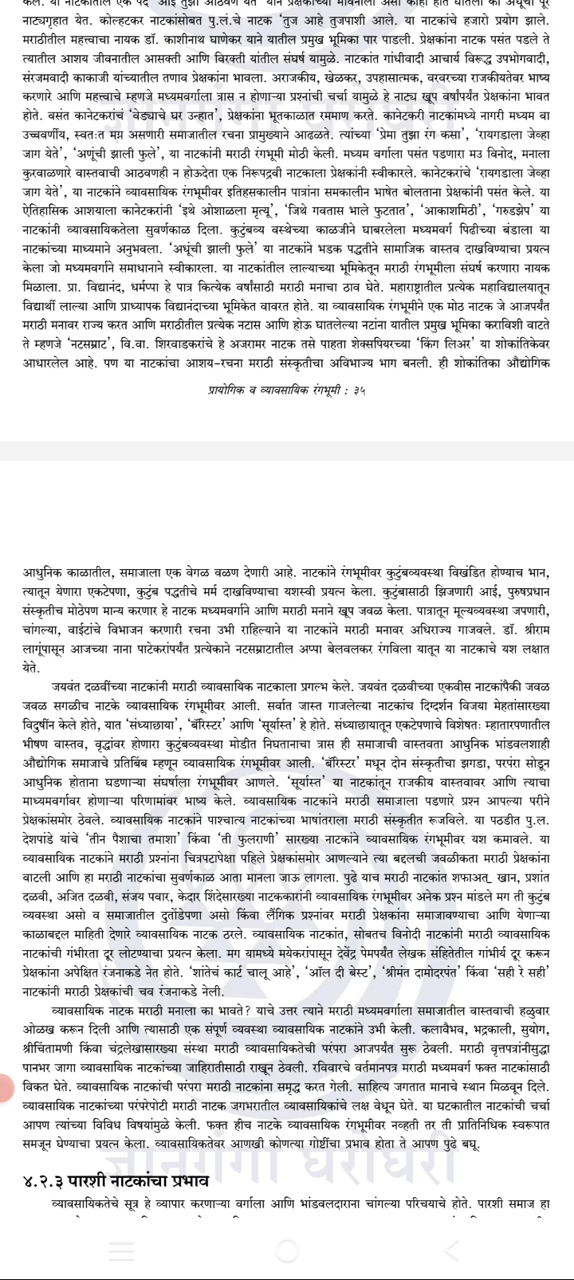 केले. या नाटकातील एक पद 'आई तुझी आठवण येते' याने प्रेक्षकांच्या
नाट्यगृहात येत. कोल्हटकर नाटकांसोबत पु.लं.चे नाटक 'तुज आहे तुजपाशी आले. या नाटकांचे हजारो प्रयोग झाले.
मराठीतील महत्त्वाचा नायक डॉ. काशीनाथ घाणेकर याने यातील प्रमुख भूमिका पार पाडली. प्रेक्षकांना नाटक पसंत पडले ते
त्यातील आशय जीवनातील आसक्ती आणि विरक्ती यांतील संघर्ष यामुळे. नाटकांत गांधीवादी आचार्य विरूद्ध उपभोगवादी,
संजमवादी काकाजी यांच्यातील तणाव प्रेक्षकांना भावला. अराजकीय, खेळकर, उपहासात्मक, वरवरच्या राजकीयतेवर भाष्य
करणारे आणि महत्त्वाचे म्हणजे मध्यमवर्गाला त्रास न होणाऱ्या प्रश्नांची चर्चा यामुळे हे नाट्य खूप वर्षांपर्यंत प्रेक्षकांना भावत
होते. वसंत कानेटकरांचं 'वेड्याचे घर उन्हात', प्रेक्षकांना भूतकाळात रममाण करते. कानेटकरी नाटकांमध्ये नागरी मध्यम वा
उच्चवर्णीय, स्वतःत मग्न असणारी समाजातील रचना प्रामुख्याने आढळते. त्यांच्या 'प्रेमा तुझा रंग कसा', 'रायगडाला जेव्हा
जाग येते', 'अणूंची झाली फुले', या नाटकांनी मराठी रंगभूमी मोठी केली. मध्यम वर्गाला पसंत पडणारा मउ विनोद, मनाला
कुरवाळणारे वास्तवाची आठवणही न होऊदेता एक निरूपद्रवी नाटकाला प्रेक्षकांनी स्वीकारले. कानेटकरांचे 'रायगडाला जेव्हा
जाग येते', या नाटकांने व्यावसायिक रंगभूमीवर इतिहासकालीन पात्रांना समकालीन भाषेत बोलताना प्रेक्षकांनी पसंत केले. या
ऐतिहासिक आशयाला कानेटकरांनी 'इथे ओशाळला मृत्यू', 'जिथे गवतास भाले फुटतात', 'आकाशमिठी', 'गरुडझेप' या
नाटकांनी व्यावसायिकतेला सुवर्णकाळ दिला. कुटुंबव्य वस्थेच्या काळजीने घाबरलेला मध्यमवर्ग पिढीच्या बंडाला या
नाटकांच्या माध्यमाने अनुभवला. 'अश्रूंची झाली फुले' या नाटकांने भडक पद्धतीने सामाजिक वास्तव दाखविण्याचा प्रयत्न
केला जो मध्यमवर्गाने समाधानाने स्वीकारला. या नाटकांतील लाल्याच्या भूमिकेतून मराठी रंगभूमीला संघर्ष करणारा नायक
मिळाला. प्रा. विद्यानंद, धर्मप्पा हे पात्र कित्येक वर्षांसाठी मराठी मनाचा ठाव घेते. महाराष्ट्रातील प्रत्येक महाविद्यालयातून
विद्यार्थी लाल्या आणि प्राध्यापक विद्यानंदाच्या भूमिकेत वावरत होते. या व्यावसायिक रंगभूमीने एक मोठ नाटक जे आजपर्यंत
मराठी मनावर राज्य करत आणि मराठीतील प्रत्येक नटास आणि होऊ घातलेल्या नटांना यातील प्रमुख भूमिका कराविशी वाटते
ते म्हणजे 'नटसम्राट', वि.वा. शिरवाडकरांचे हे अजरामर नाटक तसे पाहता शेक्सपियरच्या 'किंग लिअर' या शोकांतिकेवर
आधारलेल आहे. पण या नाटकांचा आशय-रचना मराठी संस्कृतीचा अविभाज्य भाग बनली. ही शोकांतिका औद्योगिक
प्रायोगिक व व्यावसायिक रंगभूमी : ३५
आधुनिक काळातील, समाजाला एक वेगळ वळण देणारी आहे. नाटकांने रंगभूमीवर कुटुंबव्यवस्था विखंडित होण्याच भान,
त्यातून येणारा एकटेपणा, कुटुंब पद्धतीचे मर्म दाखविण्याचा यशस्वी प्रयत्न केला. कुटुंबासाठी झिजणारी आई, पुरुषप्रधान
संस्कृतीच मोठेपण मान्य करणार हे नाटक मध्यमवर्गाने आणि मराठी मनाने खूप जवळ केला. पात्रातून मूल्यव्यवस्था जपणारी,
चांगल्या, वाईटांचे विभाजन करणारी रचना उभी राहिल्याने या नाटकांने मराठी मनावर अधिराज्य गाजवले. डॉ. श्रीराम
लागूंपासून आजच्या नाना पाटेकरांपर्यंत प्रत्येकाने नटसम्राटातील अप्पा बेलवलकर रंगविला यातून या नाटकाचे यश लक्षात
येते.
जयवंत दळवींच्या नाटकांनी मराठी व्यावसायिक नाटकाला प्रगल्भ केले. जयवंत दळवीच्या एकवीस नाटकांपैकी जवळ
जवळ सगळीच नाटके व्यावसायिक रंगभूमीवर आली. सर्वात जास्त गाजलेल्या नाटकांच दिग्दर्शन विजया मेहतांसारख्या
विदुषींन केले होते, यात 'संध्याछाया', 'बॅरिस्टर' आणि 'सूर्यास्त' हे होते. संध्याछायातून एकटेपणाचे विशेषतः म्हातारपणातील
भीषण वास्तव, वृद्धांवर होणारा कुटुंबव्यवस्था मोडीत निघतानाचा त्रास ही समाजाची वास्तवता आधुनिक भांडवलशाही
औद्योगिक समाजाचे प्रतिबिंब म्हणून व्यावसायिक रंगभूमीवर आली. 'बॅरिस्टर' मधून दोन संस्कृतीचा झगडा, परपंरा सोडून
आधुनिक होताना घडणाऱ्या संघर्षाला रंगभूमीवर आणले. 'सूर्यास्त' या नाटकांतून राजकीय वास्तवावर आणि त्याचा
माध्यमवर्गावर होणाऱ्या परिणामांवर भाष्य केले. व्यावसायिक नाटकांने मराठी समाजाला पडणारे प्रश्न आपल्या परीने
प्रेक्षकांसमोर ठेवले. व्यावसायिक नाटकांने पाश्चात्य नाटकांच्या भाषांतराला मराठी संस्कृतीत रूजविले. या पठडीत पु.ल.
देशपांडे यांचे 'तीन पैशाचा तमाशा' किंवा 'ती फुलराणी' सारख्या नाटकांने व्यावसायिक रंगभूमीवर यश कमावले. या
व्यावसायिक नाटकांने मराठी प्रश्नांना चित्रपटापेक्षा पहिले प्रेक्षकांसमोर आणल्याने त्या बद्दलची जवळीकता मराठी प्रेक्षकांना
वाटली आणि हा मराठी नाटकांचा सुवर्णकाळ आता मानला जाऊ लागला. पुढे याच मराठी नाटकांत शफाअत् खान, प्रशांत
दळवी, अजित दळवी, संजय पवार, केदार शिंदेसारख्या नाटककारांनी व्यावसायिक रंगभूमीवर अनेक प्रश्न मांडले मग ती कुटुंब
व्यवस्था असो व समाजातील दुतोंडेपणा असो किंवा लैंगिक प्रश्नांवर मराठी प्रेक्षकांना समाजावण्याचा आणि येणाऱ्या
काळाबद्दल माहिती देणारे व्यावसायिक नाटक ठरले. व्यावसायिक नाटकांत, सोबतच विनोदी नाटकांनी मराठी व्यावसायिक
नाटकांची गंभीरता दूर लोटण्याचा प्रयत्न केला. मग यामध्ये मयेकरांपासून देवेंद्र पेमपर्यंत लेखक संहितेतील गांभीर्य दूर करून
प्रेक्षकांना अपेक्षित रंजनाकडे नेत होते. 'शांतेचं कार्ट चालू आहे', 'ऑल दी बेस्ट', 'श्रीमंत दामोदरपंत' किंवा 'सही रे सही'
नाटकांनी मराठी प्रेक्षकांची चव रंजनाकडे नेली.
व्यावसायिक नाटक मराठी मनाला का भावते? याचे उत्तर त्याने मराठी मध्यमवर्गाला समाजातील वास्तवाची हळुवार
ओळख करून दिली आणि त्यासाठी एक संपूर्ण व्यवस्था व्यावसायिक नाटकांने उभी केली. कलावैभव, भद्रकाली, सुयोग,
श्रीचिंतामणी किंवा चंद्रलेखासारख्या संस्था मराठी व्यावसायिकतेची परंपरा आजपर्यंत सुरू ठेवली. मराठी वृत्तपत्रांनीसुद्धा
पानभर जागा व्यावसायिक नाटकांच्या जाहिरातीसाठी राखून ठेवली. रविवारचे वर्तमानपत्र मराठी मध्यमवर्ग फक्त नाटकांसाठी
विकत घेते. व्यावसायिक नाटकांची परंपरा मराठी नाटकांना समृद्ध करत गेली. साहित्य जगतात मानाचे स्थान मिळवून दिले.
व्यावसायिक नाटकांच्या परंपरेपोटी मराठी नाटक जगभरातील व्यावसायिकांचे लक्ष वेधून घेते. या घटकातील नाटकांची चर्चा
आपण त्यांच्या विविध विषयांमुळे केली. फक्त हीच नाटके व्यावसायिक रंगभूमीवर नव्हती तर ती प्रातिनिधिक स्वरूपात
समजून घेण्याचा प्रयत्न केला. व्यावसायिकतेवर आणखी कोणत्या गोष्टींचा प्रभाव होता ते आपण पुढे बघू.
४.२.३ पारशी नाटकांचा प्रभाव
व्यावसायिकतेचे सूत्र हे व्यापार करणाऱ्या वर्गाला आणि भांडवलदाराना चांगल्या परिचयाचे होते. पारशी समाज हा
ज्ञानगंगा घरोघरी